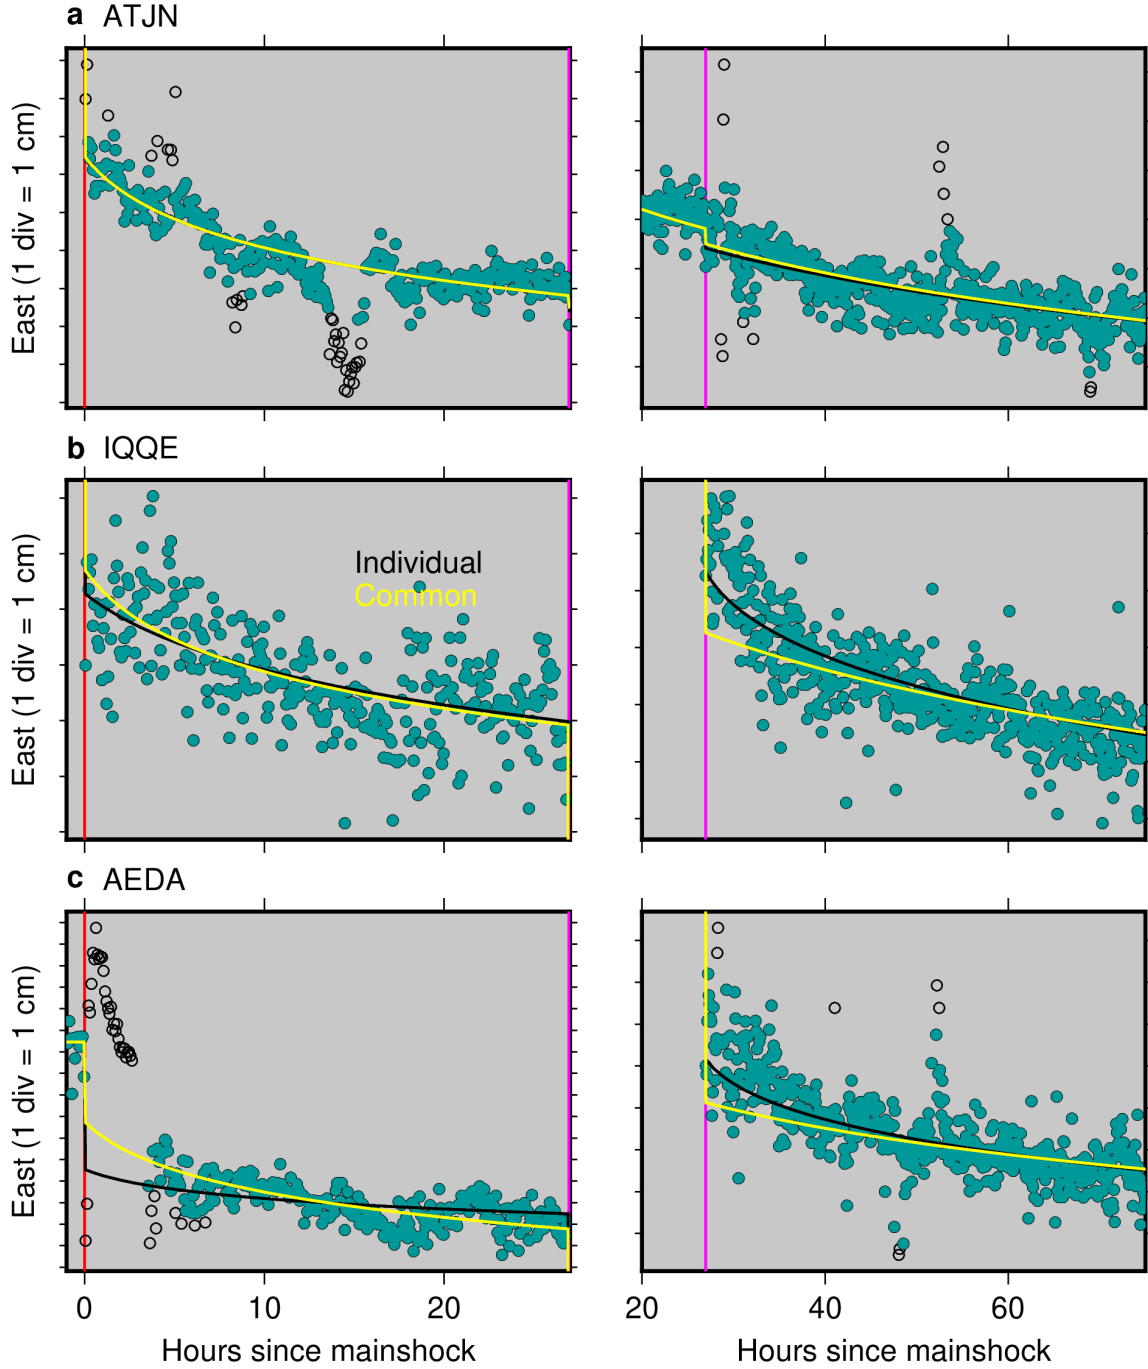 a ATJN
East (1 div = 1 cm)
b IQQE
East (1 div = 1 cm)
Individual
Common
c AEDA
East (1 div = 1 cm)
0 10 20 20 40 60
Hours since mainshock Hours since mainshock